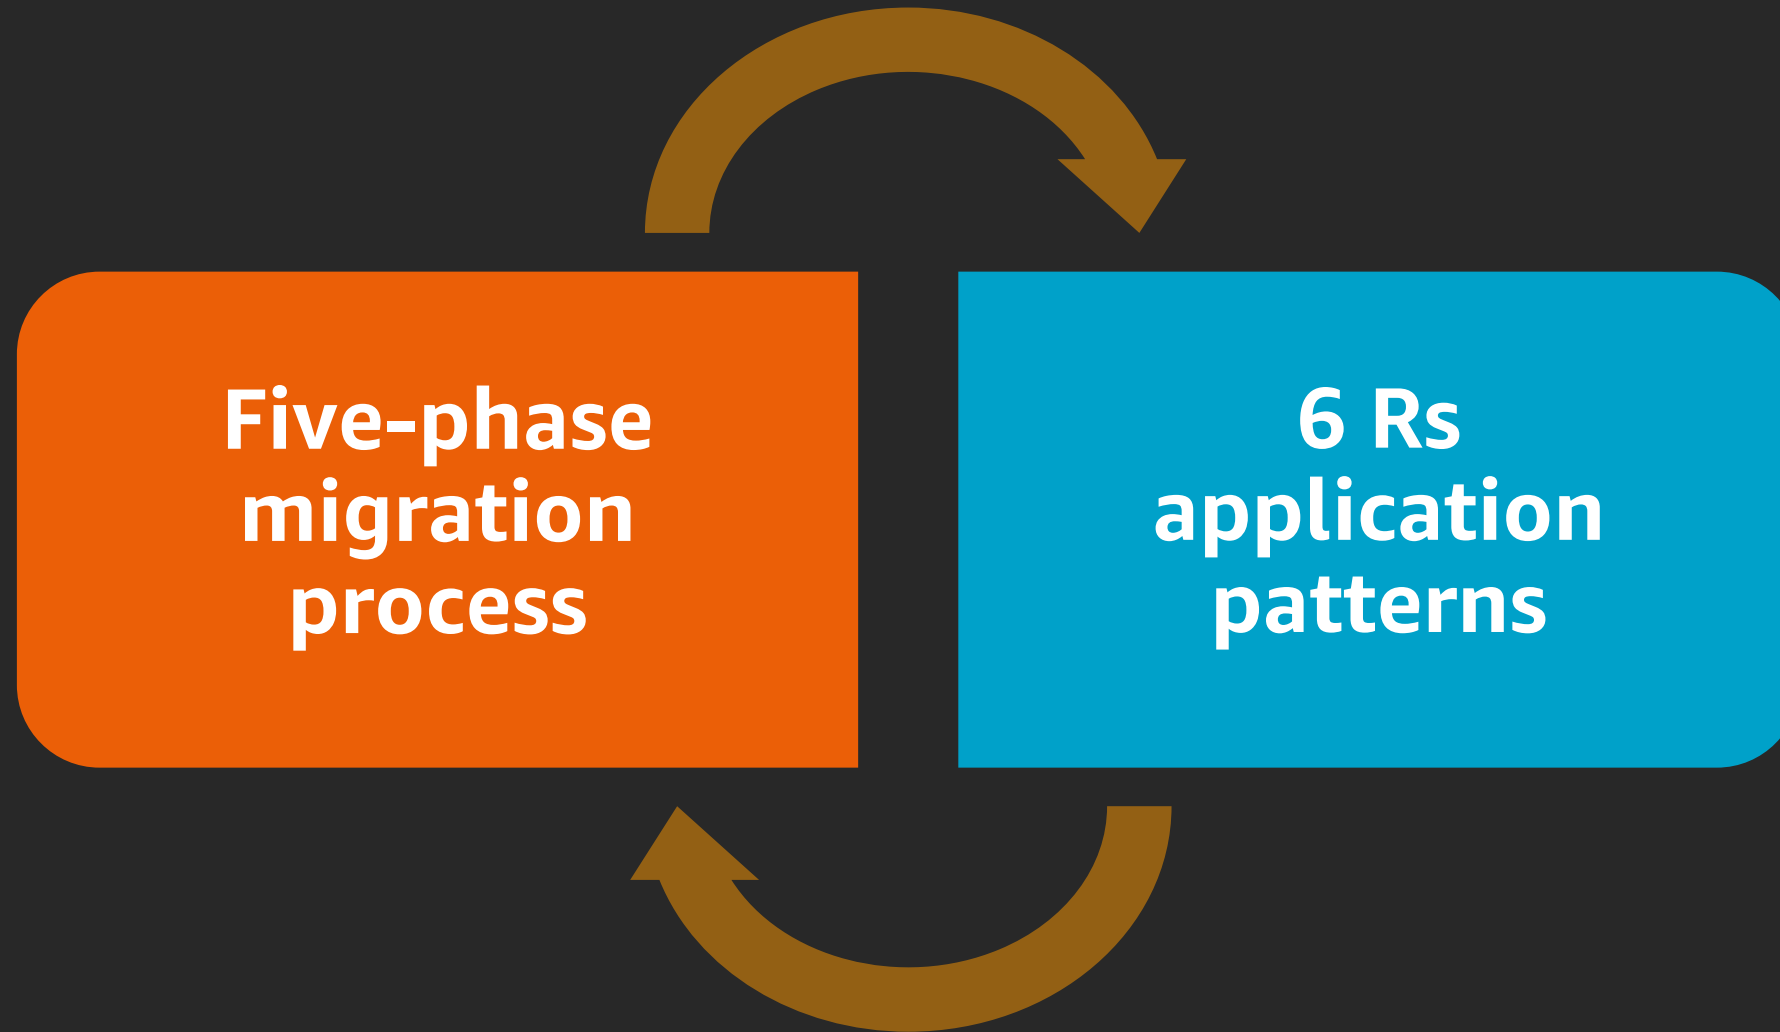 Five-phase
migration
process
6 Rs
application
patterns